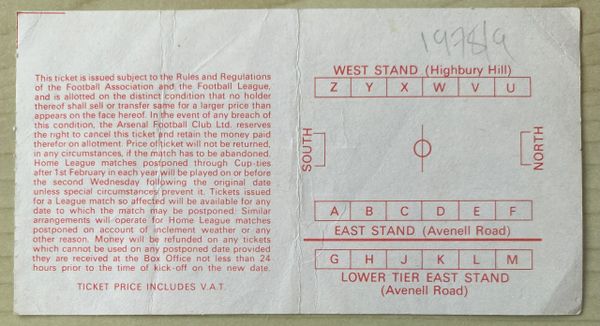 This ticket is issued subject to the Rules and Regulations
of the Football Association and the Football League,
and is allotted on the distinct condition that no holder
thereof shall sell or transfer same for a larger price than
appears on the face hereof. In the event of any breach of
this condition, the Arsenal Football Club Ltd. reserves
the right to cancel this ticket and retain the money paid
therefor on allotment. Price of ticket will not be returned,
in any circumstances, if the match has to be abandoned.
Home League matches postponed through Cup-ties
after 1st February in each year will be played on or before
the second Wednesday following the original date
unless special circumstances prevent it. Tickets issued
for a League match so affected will be available for any
date to which the match may be postponed. Similar
arrangements will operate for Home League matches
postponed on account of inclement weather or any
other reason. Money will be refunded on any tickets
which cannot be used on any postponed date provided
they are received at the Box Office not less than 24
hours prior to the time of kick-off on the new date.
TICKET PRICE INCLUDES V.A.T.
1978/9
WEST STAND (Highbury Hill)
Z Y X W V U
SOUTH
NORTH
A B C D E F
EAST STAND (Avenell Road)
G H J K L M
LOWER TIER EAST STAND
(Avenell Road)